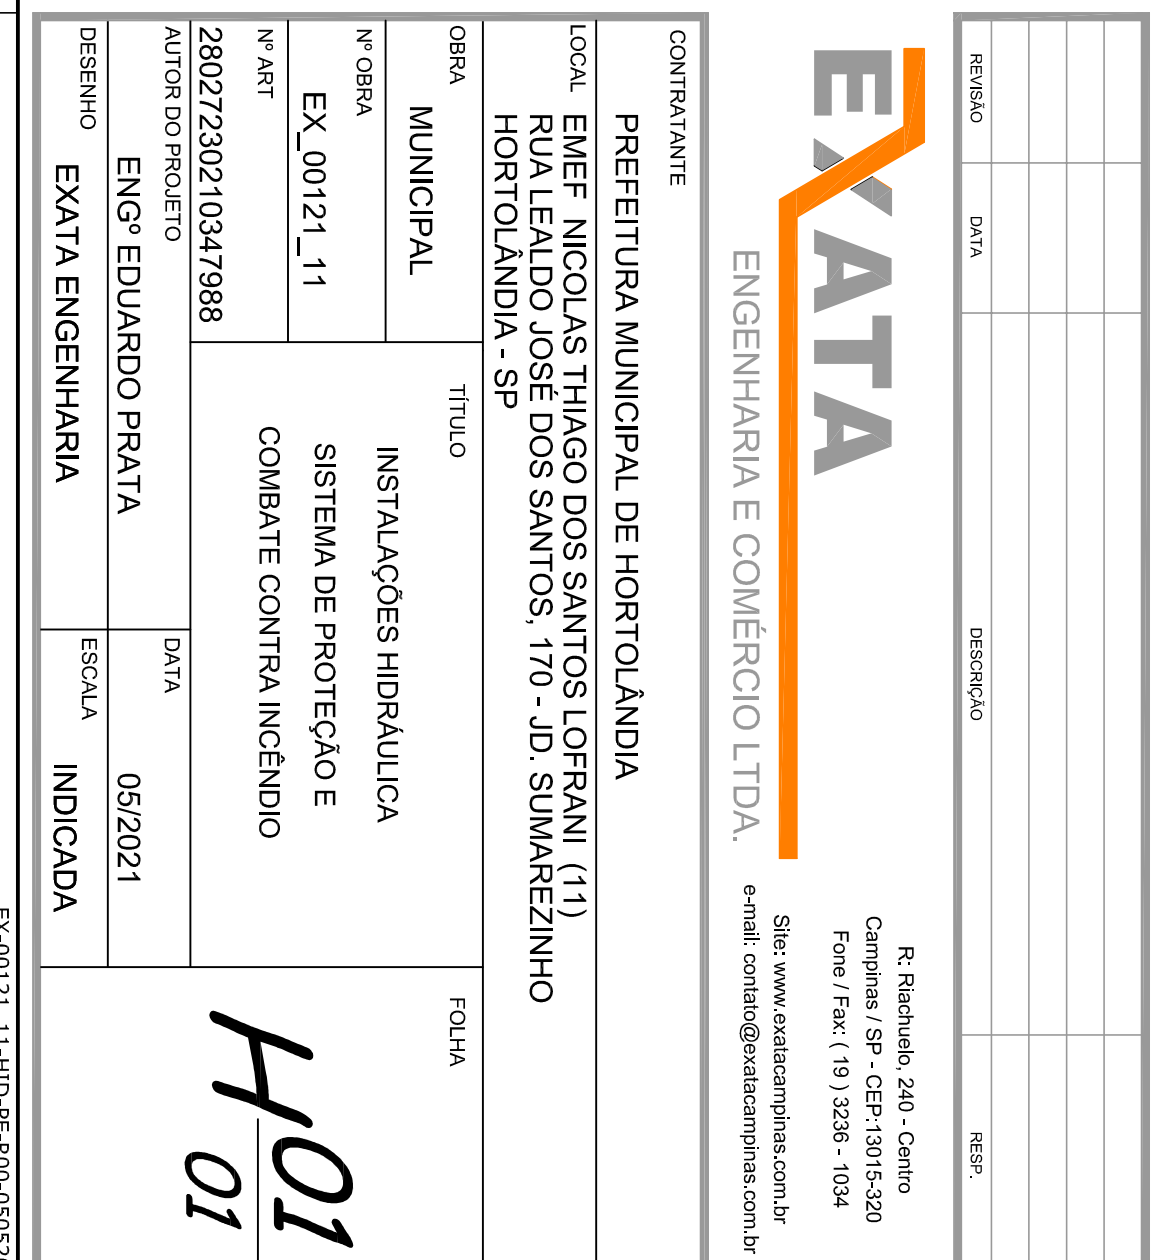 REVISÃO DATA DESCRIÇÃO RESP.
EXATA
ENGENHARIA E COMÉRCIO LTDA.
R: Riachuelo, 240 - Centro
Campinas / SP - CEP:13015-320
Fone / Fax: ( 19 ) 3236 - 1034
Site: www.exatacampinas.com.br
e-mail: contato@exatacampinas.com.br
CONTRATANTE
PREFEITURA MUNICIPAL DE HORTOLÂNDIA
LOCAL EMEF NICOLAS THIAGO DOS SANTOS LOFRANI (11)
RUA LEALDO JOSÉ DOS SANTOS, 170 - JD. SUMAREZINHO
HORTOLÂNDIA - SP
OBRA
MUNICIPAL
Nº OBRA
EX_00121_11
Nº ART
28027230210347988
TÍTULO
INSTALAÇÕES HIDRÁULICA
SISTEMA DE PROTEÇÃO E
COMBATE CONTRA INCÊNDIO
FOLHA
H01
01
AUTOR DO PROJETO
ENGº EDUARDO PRATA
DATA
05/2021
DESENHO
EXATA ENGENHARIA
ESCALA
INDICADA